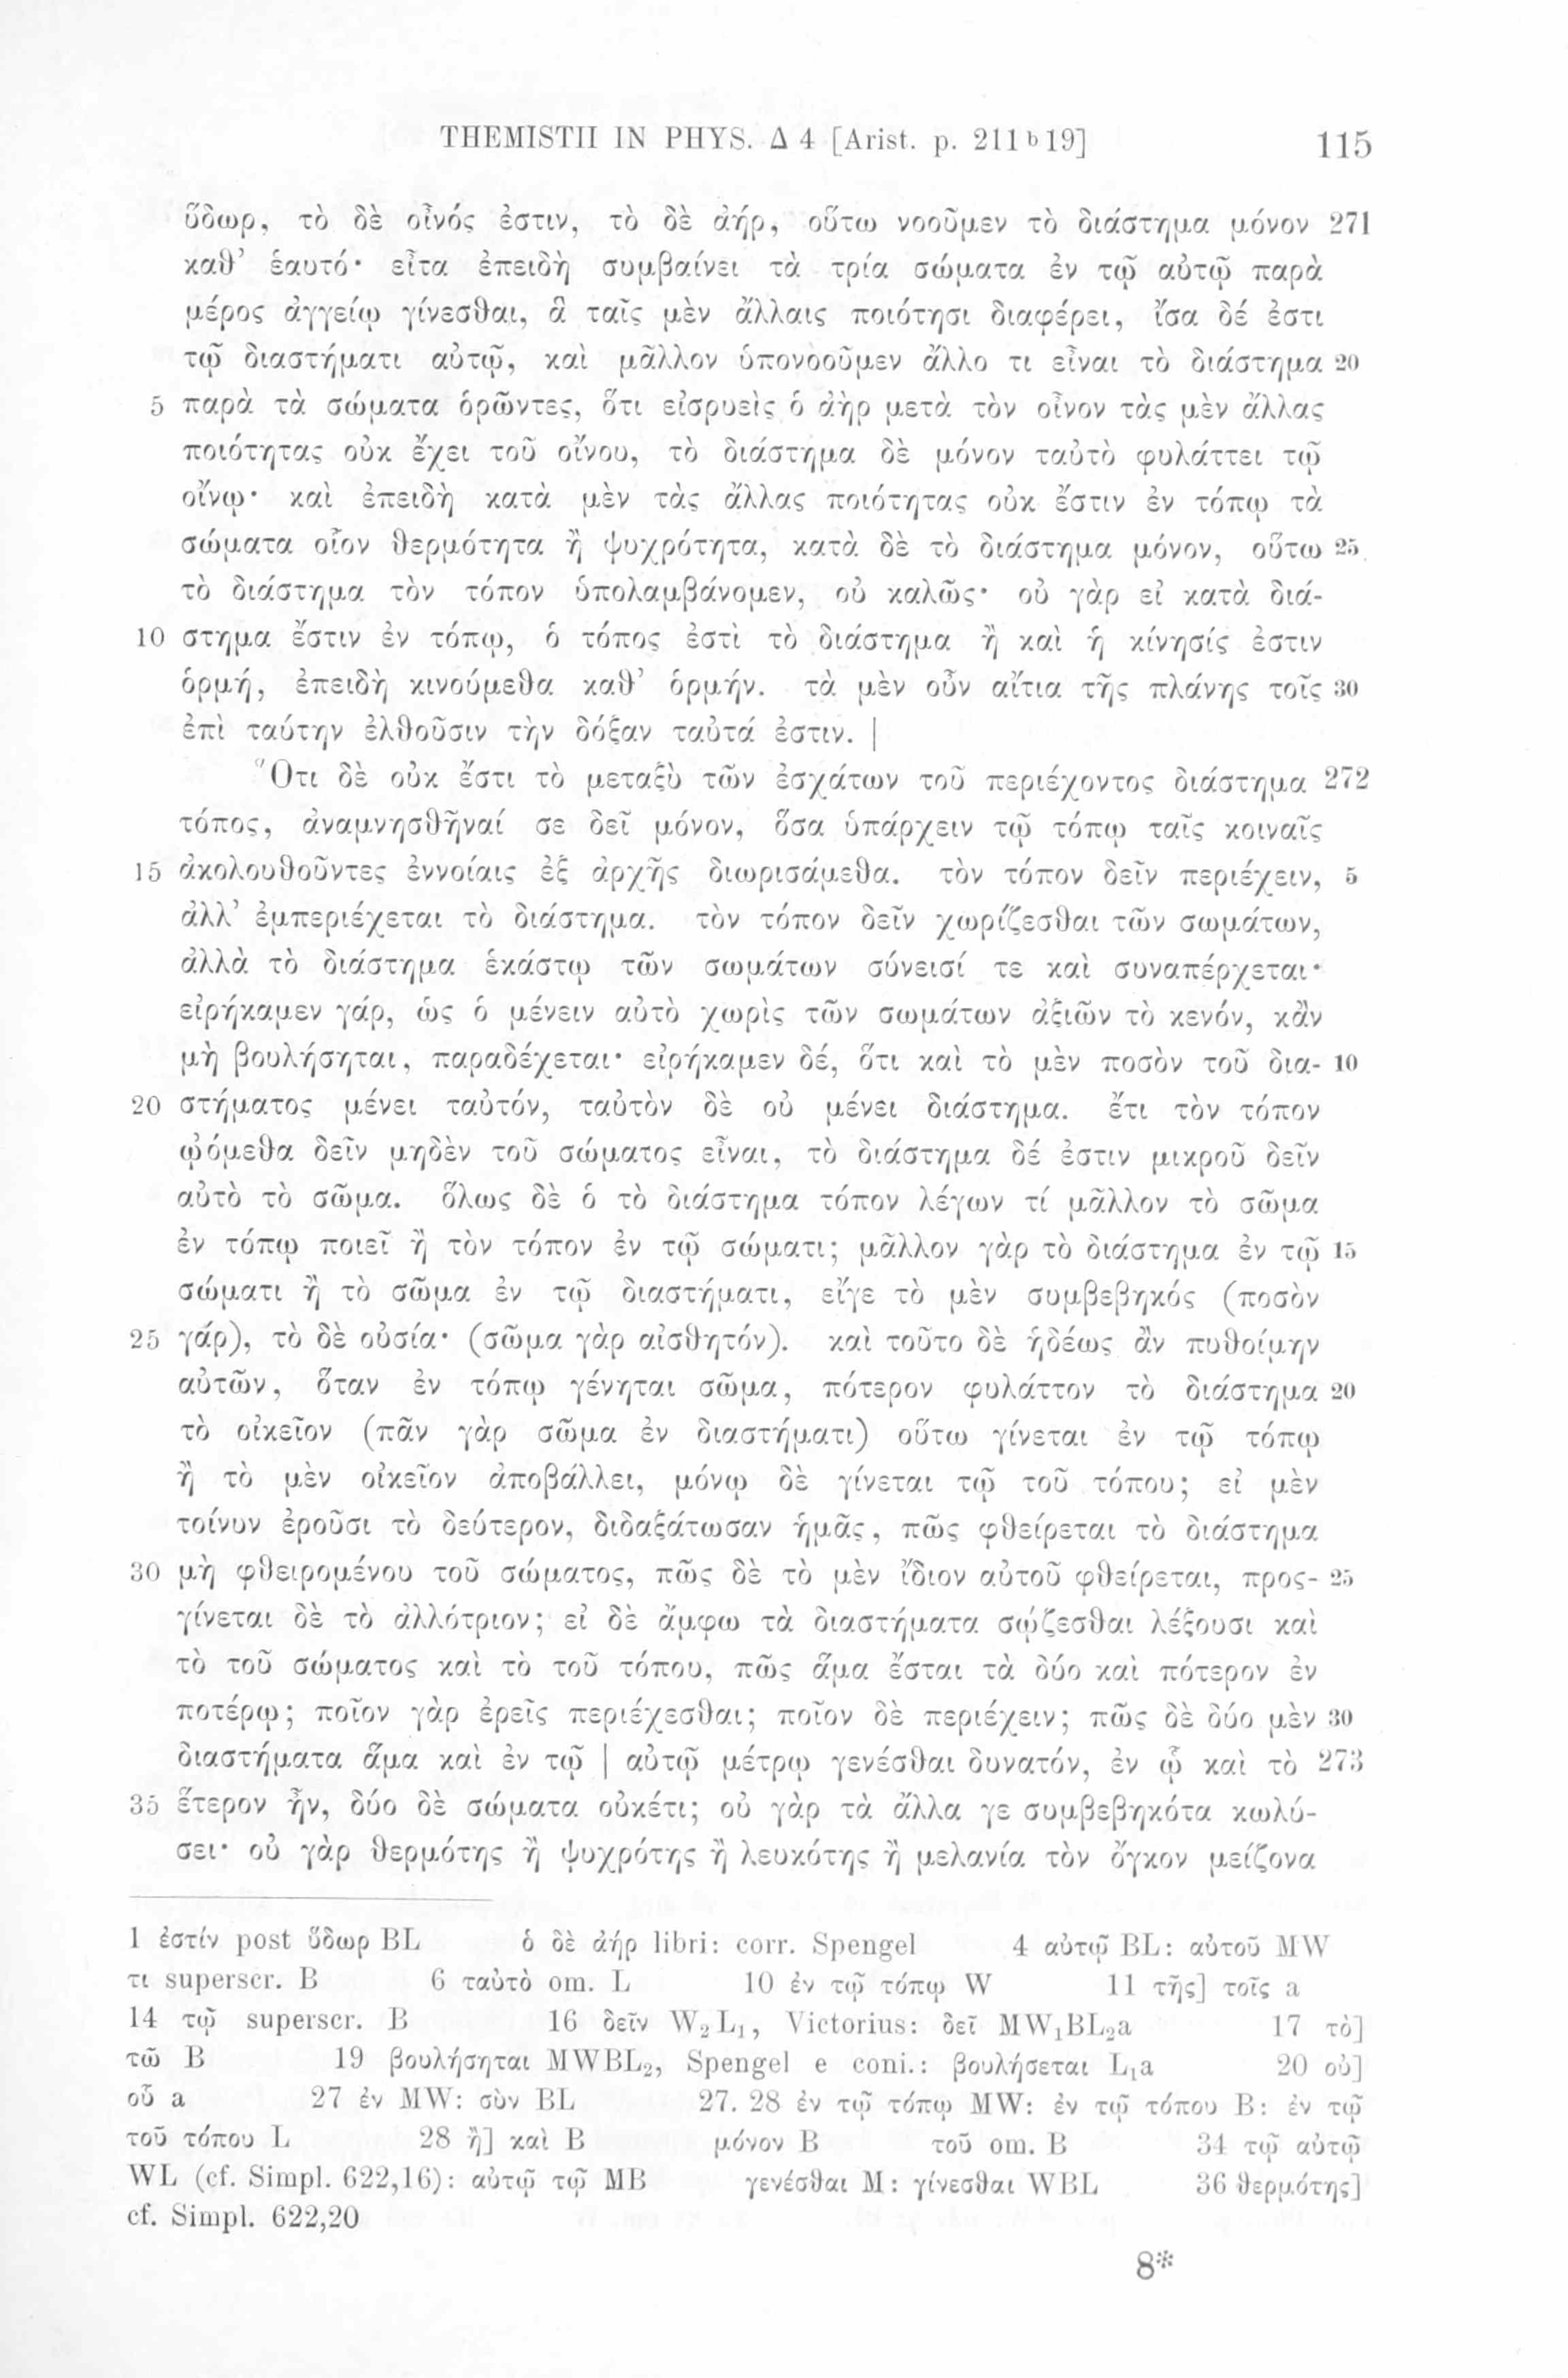 THEMISTII IN PHYS. Δ 4 [Arist. p. 211 b 19] 115
ὕδωρ, τὸ δὲ οἶνός ἐστιν, τὸ δὲ ἀήρ, οὕτω νοοῦμεν τὸ διάστημα μόνον 271
καθ’ ἑαυτό· εἶτα ἐπειδὴ συμβαίνει τὰ τρία σώματα ἐν τῷ αὐτῷ παρὰ
μέρος ἀγγείῳ γίνεσθαι, ἃ ταῖς μὲν ἄλλαις ποιότησι διαφέρει, ἴσα δέ ἐστι
τῷ διαστήματι αὐτῷ, καὶ μᾶλλον ὑπονοοῦμεν ἄλλο τι εἶναι τὸ διάστημα 20
5 παρὰ τὰ σώματα ὁρῶντες, ὅτι εἰσρυεὶς ὁ ἀὴρ μετὰ τὸν οἶνον τὰς μὲν ἄλλας
ποιότητας οὐκ ἔχει τοῦ οἴνου, τὸ διάστημα δὲ μόνον ταὐτὸ φυλάττει τῷ
οἴνῳ· καὶ ἐπειδὴ κατὰ μὲν τὰς ἄλλας ποιότητας οὐκ ἔστιν ἐν τόπῳ τὰ
σώματα οἷον θερμότητα ἢ ψυχρότητα, κατὰ δὲ τὸ διάστημα μόνον, οὕτω 25
τὸ διάστημα τὸν τόπον ὑπολαμβάνομεν, οὐ καλῶς· οὐ γὰρ εἰ κατὰ διά-
10 στημα ἔστιν ἐν τόπῳ, ὁ τόπος ἐστὶ τὸ διάστημα ἢ καὶ ἡ κίνησίς ἐστιν
ὁρμή, ἐπειδὴ κινούμεθα καθ’ ὁρμήν. τὰ μὲν οὖν αἴτια τῆς πλάνης τοῖς 30
ἐπὶ ταύτην ἐλθοῦσιν τὴν δόξαν ταῦτά ἐστιν. |
Ὅτι δὲ οὐκ ἔστι τὸ μεταξὺ τῶν ἐσχάτων τοῦ περιέχοντος διάστημα 272
τόπος, ἀναμνησθῆναί σε δεῖ μόνον, ὅσα ὑπάρχειν τῷ τόπῳ ταῖς κοιναῖς
15 ἀκολουθοῦντες ἐννοίαις ἐξ ἀρχῆς διωρισάμεθα. τὸν τόπον δεῖν περιέχειν, 5
ἀλλ’ ἐμπεριέχεται τὸ διάστημα. τὸν τόπον δεῖν χωρίζεσθαι τῶν σωμάτων,
ἀλλὰ τὸ διάστημα ἑκάστῳ τῶν σωμάτων σύνεισί τε καὶ συναπέρχεται·
εἰρήκαμεν γάρ, ὡς ὁ μένειν αὐτὸ χωρὶς τῶν σωμάτων ἀξιῶν τὸ κενόν, κἂν
μὴ βουλήσηται, παραδέχεται· εἰρήκαμεν δέ, ὅτι καὶ τὸ μὲν ποσὸν τοῦ δια- 10
20 στήματος μένει ταὐτόν, ταὐτὸν δὲ οὐ μένει διάστημα. ἔτι τὸν τόπον
ᾠόμεθα δεῖν μηδὲν τοῦ σώματος εἶναι, τὸ διάστημα δέ ἐστιν μικροῦ δεῖν
αὐτὸ τὸ σῶμα. ὅλως δὲ ὁ τὸ διάστημα τόπον λέγων τί μᾶλλον τὸ σῶμα
ἐν τόπῳ ποιεῖ ἢ τὸν τόπον ἐν τῷ σώματι; μᾶλλον γὰρ τὸ διάστημα ἐν τῷ 15
σώματι ἢ τὸ σῶμα ἐν τῷ διαστήματι, εἴγε τὸ μὲν συμβεβηκός (ποσὸν
25 γάρ), τὸ δὲ οὐσία· (σῶμα γὰρ αἰσθητόν). καὶ τοῦτο δὲ ἡδέως ἂν πυθοίμην
αὐτῶν, ὅταν ἐν τόπῳ γένηται σῶμα, πότερον φυλάττον τὸ διάστημα 20
τὸ οἰκεῖον (πᾶν γὰρ σῶμα ἐν διαστήματι) οὕτω γίνεται ἐν τῷ τόπῳ
ἢ τὸ μὲν οἰκεῖον ἀποβάλλει, μόνῳ δὲ γίνεται τῷ τοῦ τόπου; εἰ μὲν
τοίνυν ἐροῦσι τὸ δεύτερον, διδαξάτωσαν ἡμᾶς, πῶς φθείρεται τὸ διάστημα
30 μὴ φθειρομένου τοῦ σώματος, πῶς δὲ τὸ μὲν ἴδιον αὐτοῦ φθείρεται, προς- 25
γίνεται δὲ τὸ ἀλλότριον; εἰ δὲ ἄμφω τὰ διαστήματα σῴζεσθαι λέξουσι καὶ
τὸ τοῦ σώματος καὶ τὸ τοῦ τόπου, πῶς ἅμα ἔσται τὰ δύο καὶ πότερον ἐν
ποτέρῳ; ποῖον γὰρ ἐρεῖς περιέχεσθαι; ποῖον δὲ περιέχειν; πῶς δὲ δύο μὲν 30
διαστήματα ἅμα καὶ ἐν τῷ | αὐτῷ μέτρῳ γενέσθαι δυνατόν, ἐν ᾧ καὶ τὸ 273
35 ἕτερον ἦν, δύο δὲ σώματα οὐκέτι; οὐ γὰρ τὰ ἄλλα γε συμβεβηκότα κωλύ-
σει· οὐ γὰρ θερμότης ἢ ψυχρότης ἢ λευκότης ἢ μελανία τὸν ὄγκον μείζονα
1 ἐστίν post ὕδωρ BL ὁ δὲ ἀήρ libri: corr. Spengel 4 αὐτῷ BL: αὐτοῦ MW
τι superscr. B 6 ταὐτὸ om. L 10 ἐν τῷ τόπῳ W 11 τῆς] τοῖς a
14 τῷ superscr. B 16 δεῖν W₂L₁, Victorius: δεῖ MW₁BL₂a 17 τὸ]
τῶ B 19 βουλήσηται MWBL₂, Spengel e coni.: βουλήσεται L₁a 20 οὐ]
οὗ a 27 ἐν MW: σὺν BL 27. 28 ἐν τῷ τόπῳ MW: ἐν τῷ τόπου B: ἐν τῷ
τοῦ τόπου L 28 ἢ] καὶ B μόνον B τοῦ om. B 34 τῷ αὐτῷ
WL (cf. Simpl. 622,16): αὐτῷ τῷ MB γενέσθαι M: γίνεσθαι WBL 36 θερμότης]
cf. Simpl. 622,20
8*